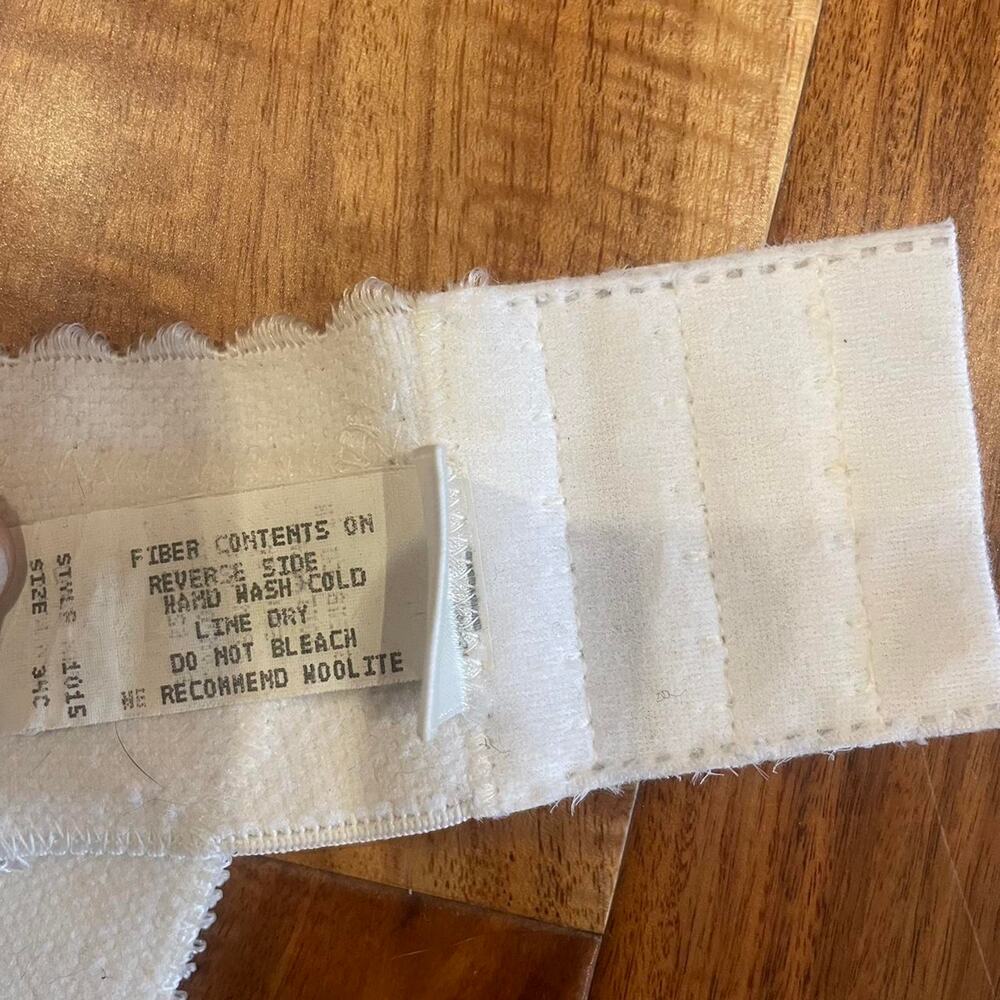 FIBER CONTENTS ON
REVERSE SIDE
HAND WASH COLD
LINE DRY
DO NOT BLEACH
WE RECOMMEND WOOLITE
STYLE 1015
SIZE 34C